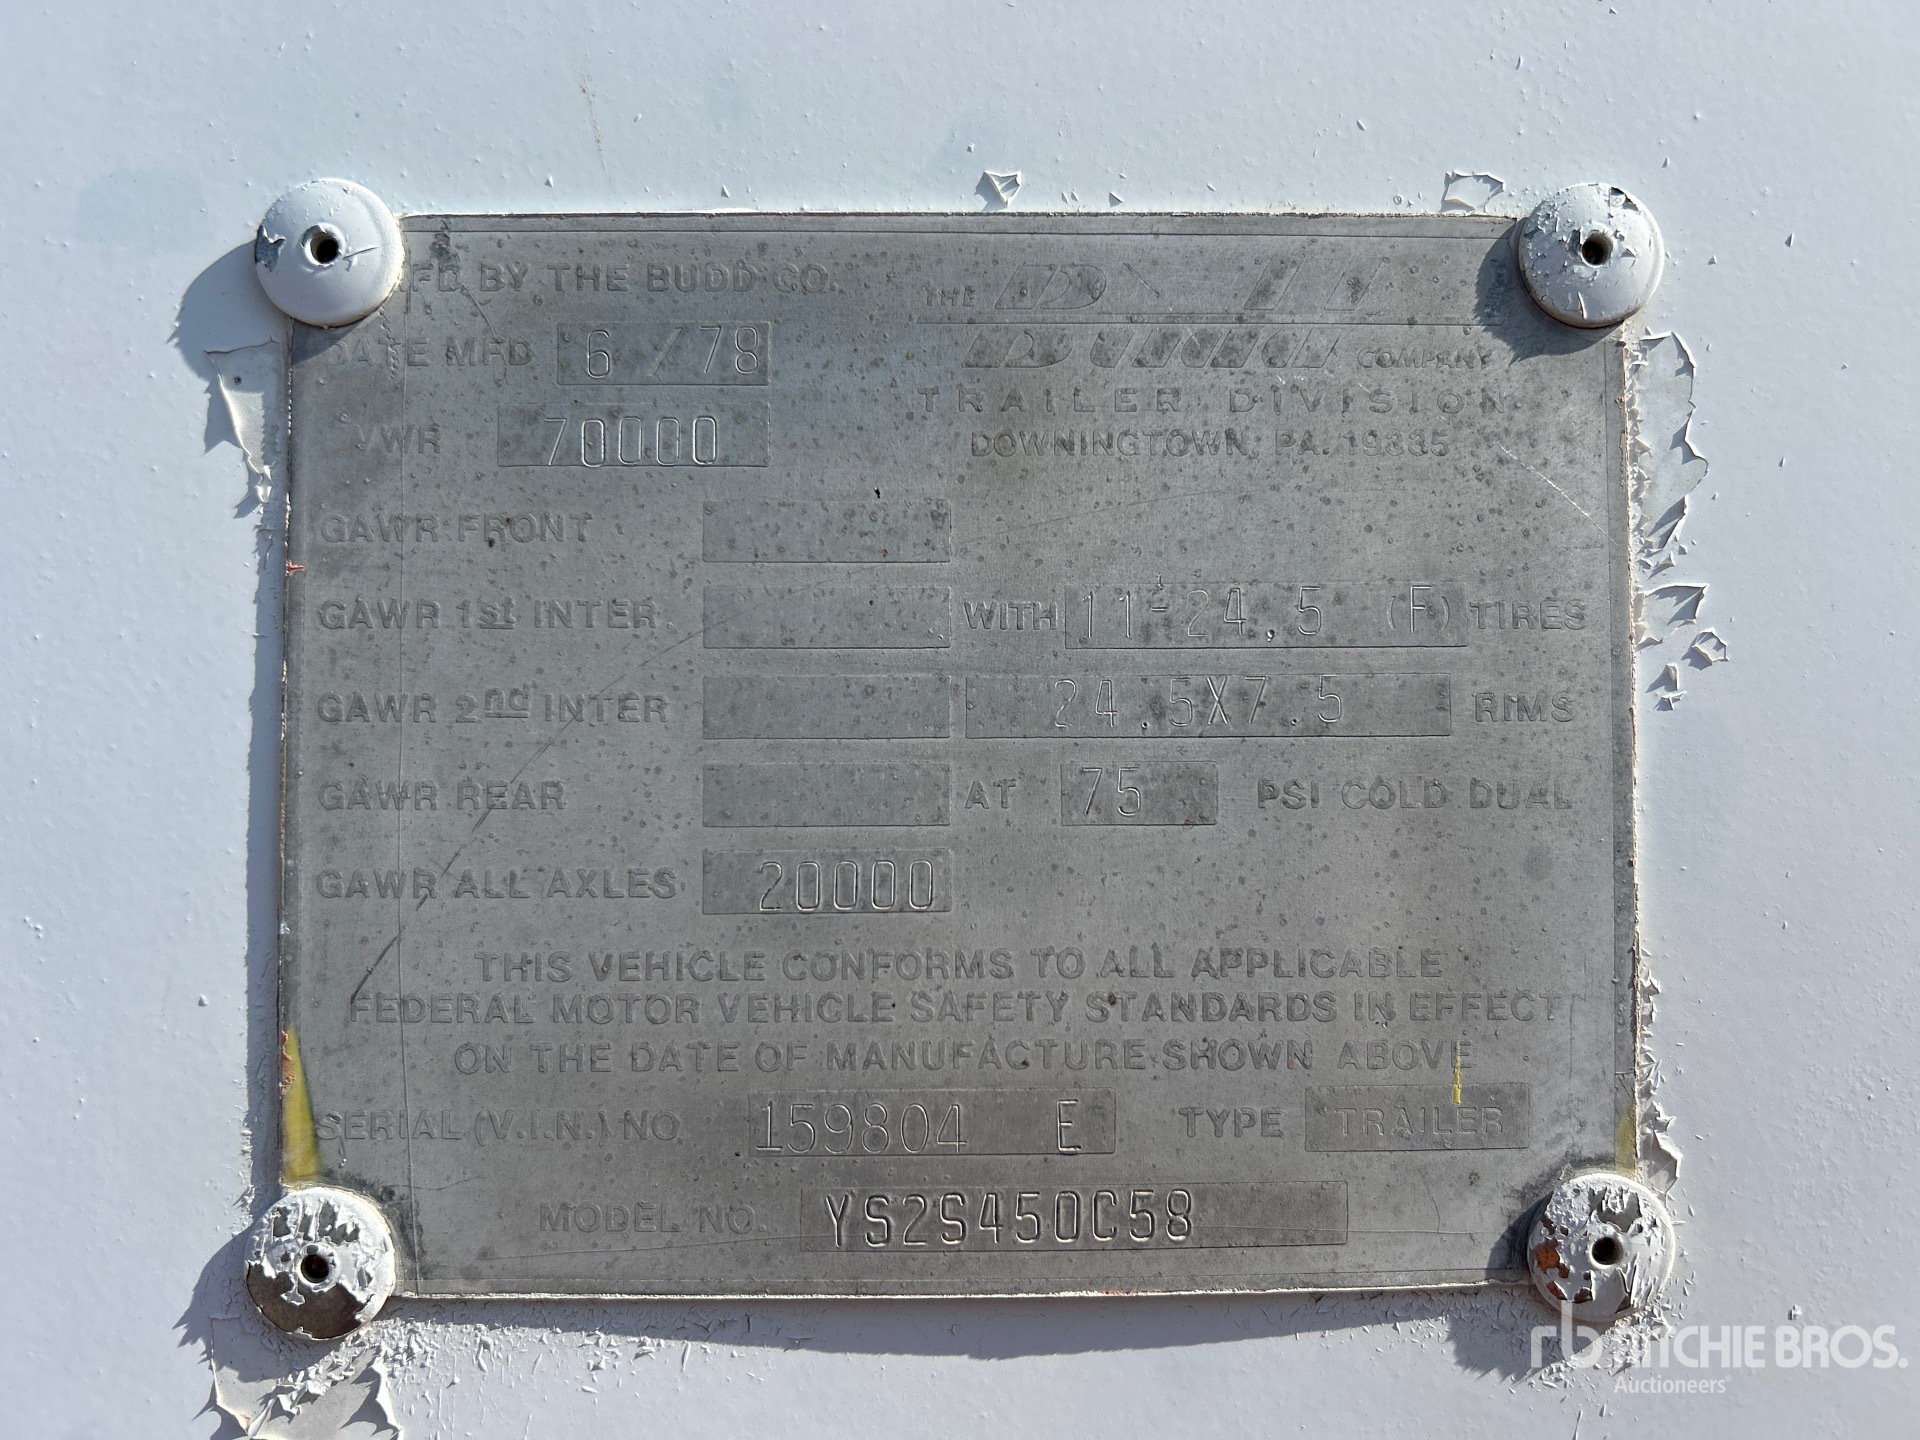 MFD BY THE BUDD CO.
DATE MFD 6 / 78
VWR 70000
THE Budd COMPANY
TRAILER DIVISION
DOWNINGTOWN, PA. 19335
GAWR FRONT
GAWR 1st INTER. WITH 11-24.5 (F) TIRES
GAWR 2nd INTER 24.5X7.5 RIMS
GAWR REAR AT 75 PSI COLD DUAL
GAWR ALL AXLES 20000
THIS VEHICLE CONFORMS TO ALL APPLICABLE
FEDERAL MOTOR VEHICLE SAFETY STANDARDS IN EFFECT
ON THE DATE OF MANUFACTURE SHOWN ABOVE
SERIAL (V.I.N.) NO 159804 E TYPE TRAILER
MODEL NO. YS2S450C58
rb RITCHIE BROS.
Auctioneers